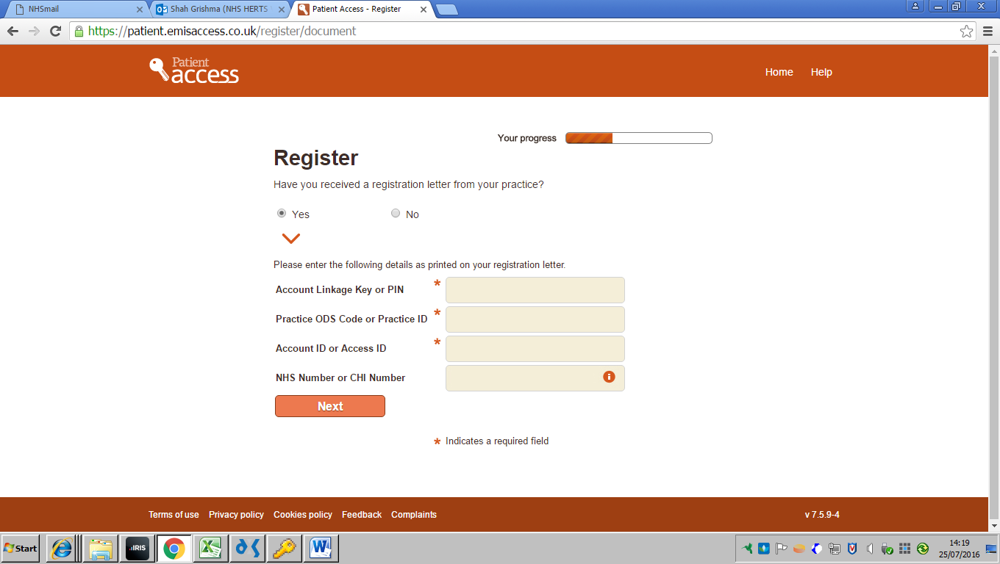 NHSmail
Shah Grishma (NHS HERTS
Patient Access - Register
https://patient.emisaccess.co.uk/register/document
Patient
access
Home Help
Your progress
Register
Have you received a registration letter from your practice?
Yes No
Please enter the following details as printed on your registration letter.
Account Linkage Key or PIN *
Practice ODS Code or Practice ID *
Account ID or Access ID *
NHS Number or CHI Number
Next
* Indicates a required field
Terms of use Privacy policy Cookies policy Feedback Complaints v 7.5.9-4
Start IRIS 14:19
25/07/2016